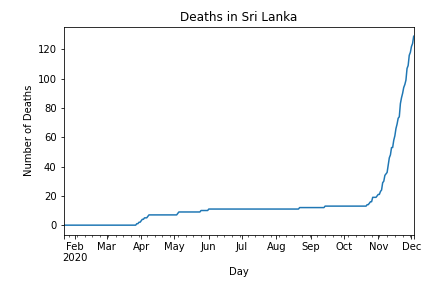 Deaths in Sri Lanka
120
100
80
60
40
20
0
Number of Deaths
Feb Mar Apr May Jun Jul Aug Sep Oct Nov Dec
2020
Day